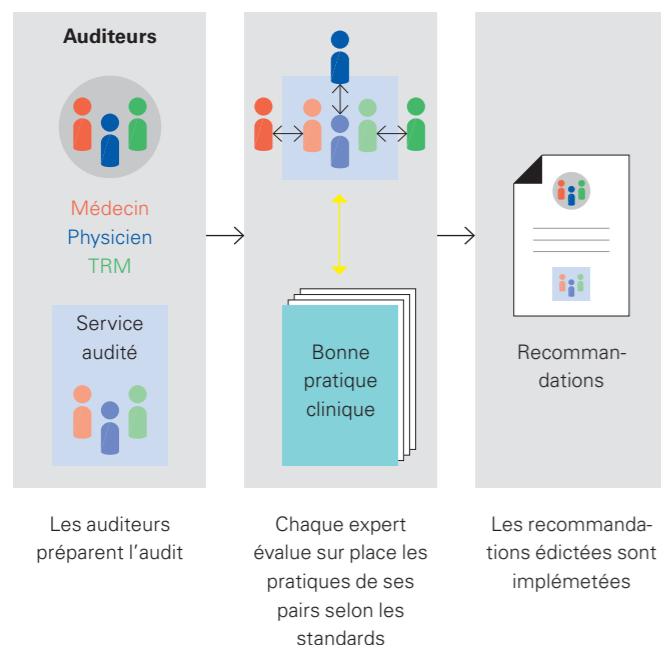 Auditeurs
Médecin
Physicien
TRM
Service
audité
Les auditeurs
préparent l'audit
Bonne
pratique
clinique
Chaque expert
évalue sur place les
pratiques de ses
pairs selon les
standards
Recomman-
dations
Les recommanda-
tions édictées sont
implémetées